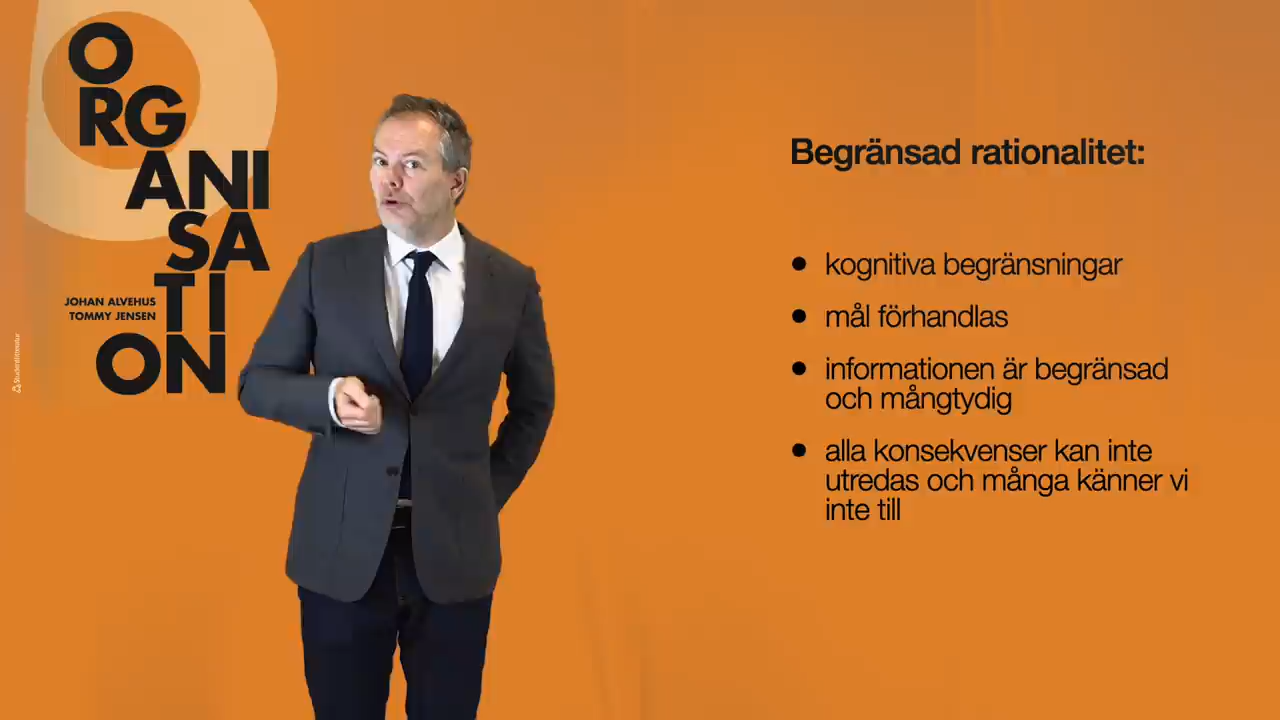 O
RG
ANI
SA
TI
ON
JOHAN ALVEHUS
TOMMY JENSEN
Studentlitteratur
Begränsad rationalitet:
• kognitiva begränsningar
• mål förhandlas
• informationen är begränsad
och mångtydig
• alla konsekvenser kan inte
utredas och många känner vi
inte till